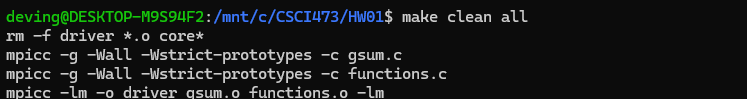 deving@DESKTOP-M9S94F2:/mnt/c/CSCI473/HW01$ make clean all
rm -f driver *.o core*
mpicc -g -Wall -Wstrict-prototypes -c gsum.c
mpicc -g -Wall -Wstrict-prototypes -c functions.c
mpicc -lm -o driver gsum.o functions.o -lm